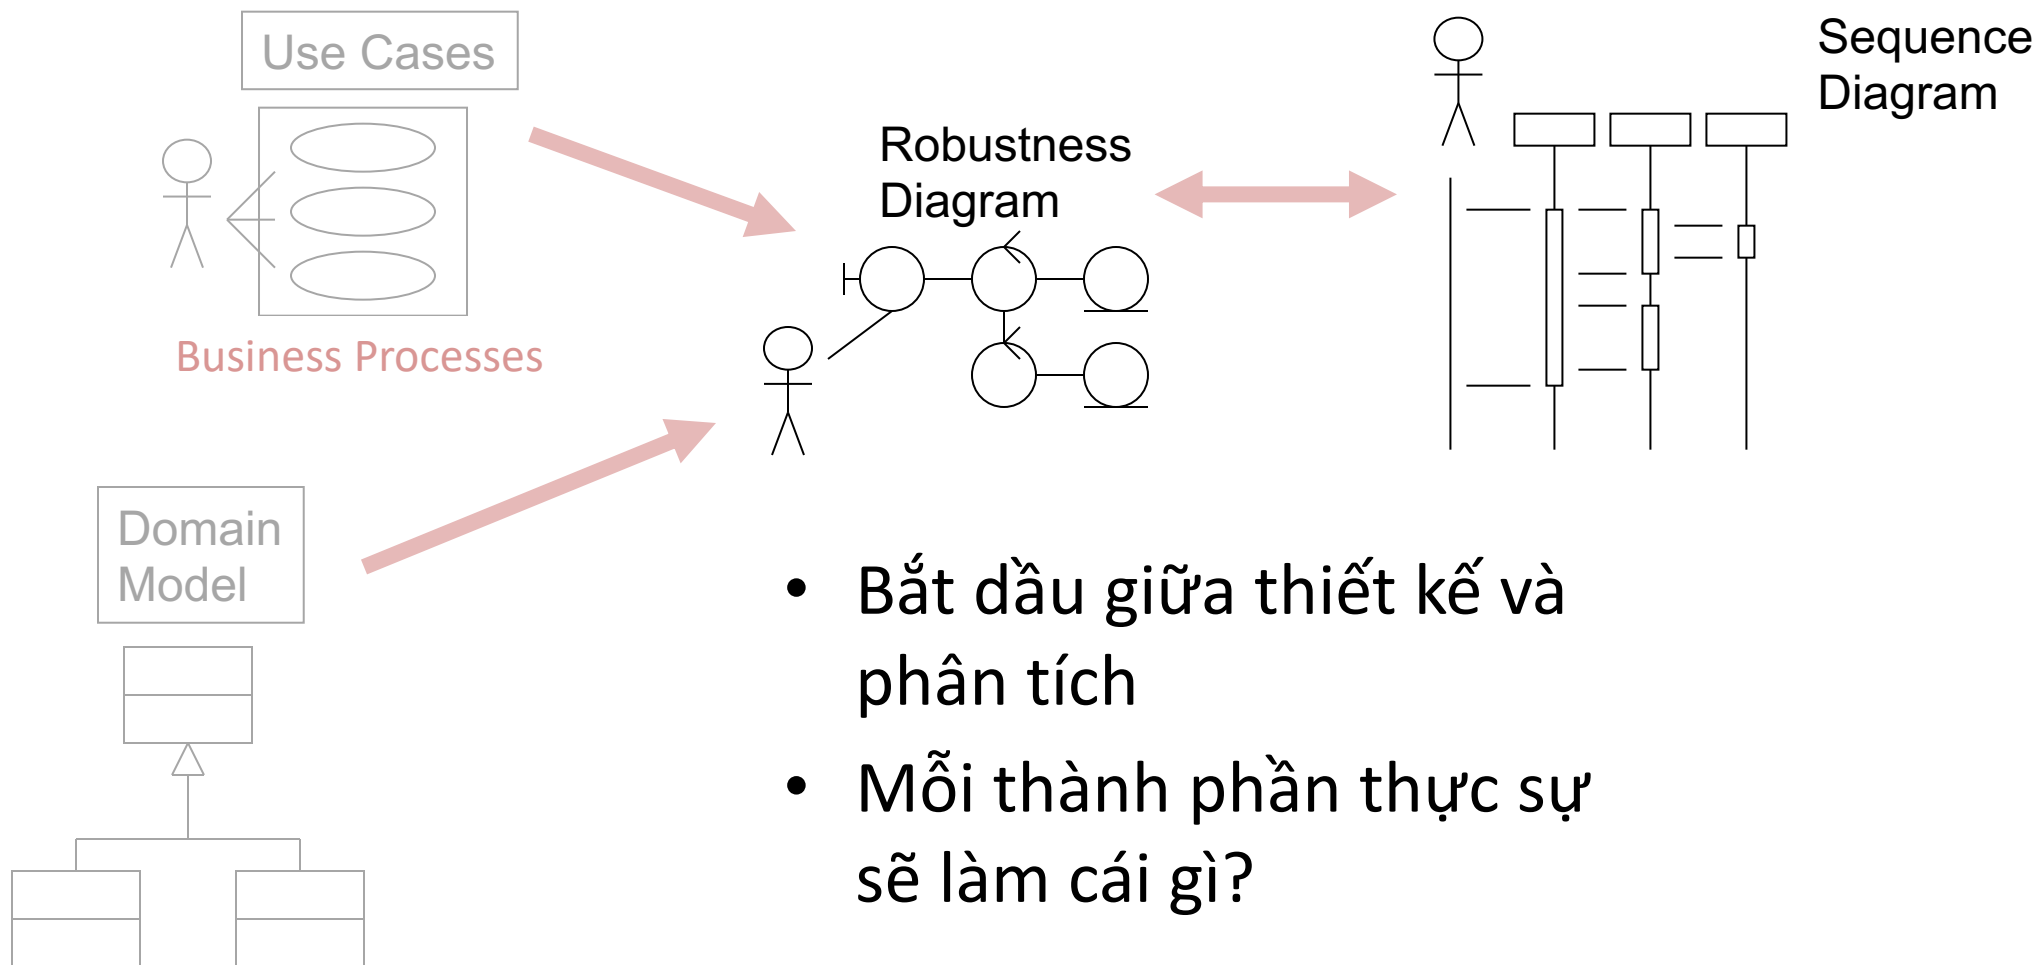 Use Cases
Business Processes
Domain
Model
Robustness
Diagram
Sequence
Diagram
• Bắt dầu giữa thiết kế và
phân tích
• Mỗi thành phần thực sự
sẽ làm cái gì?